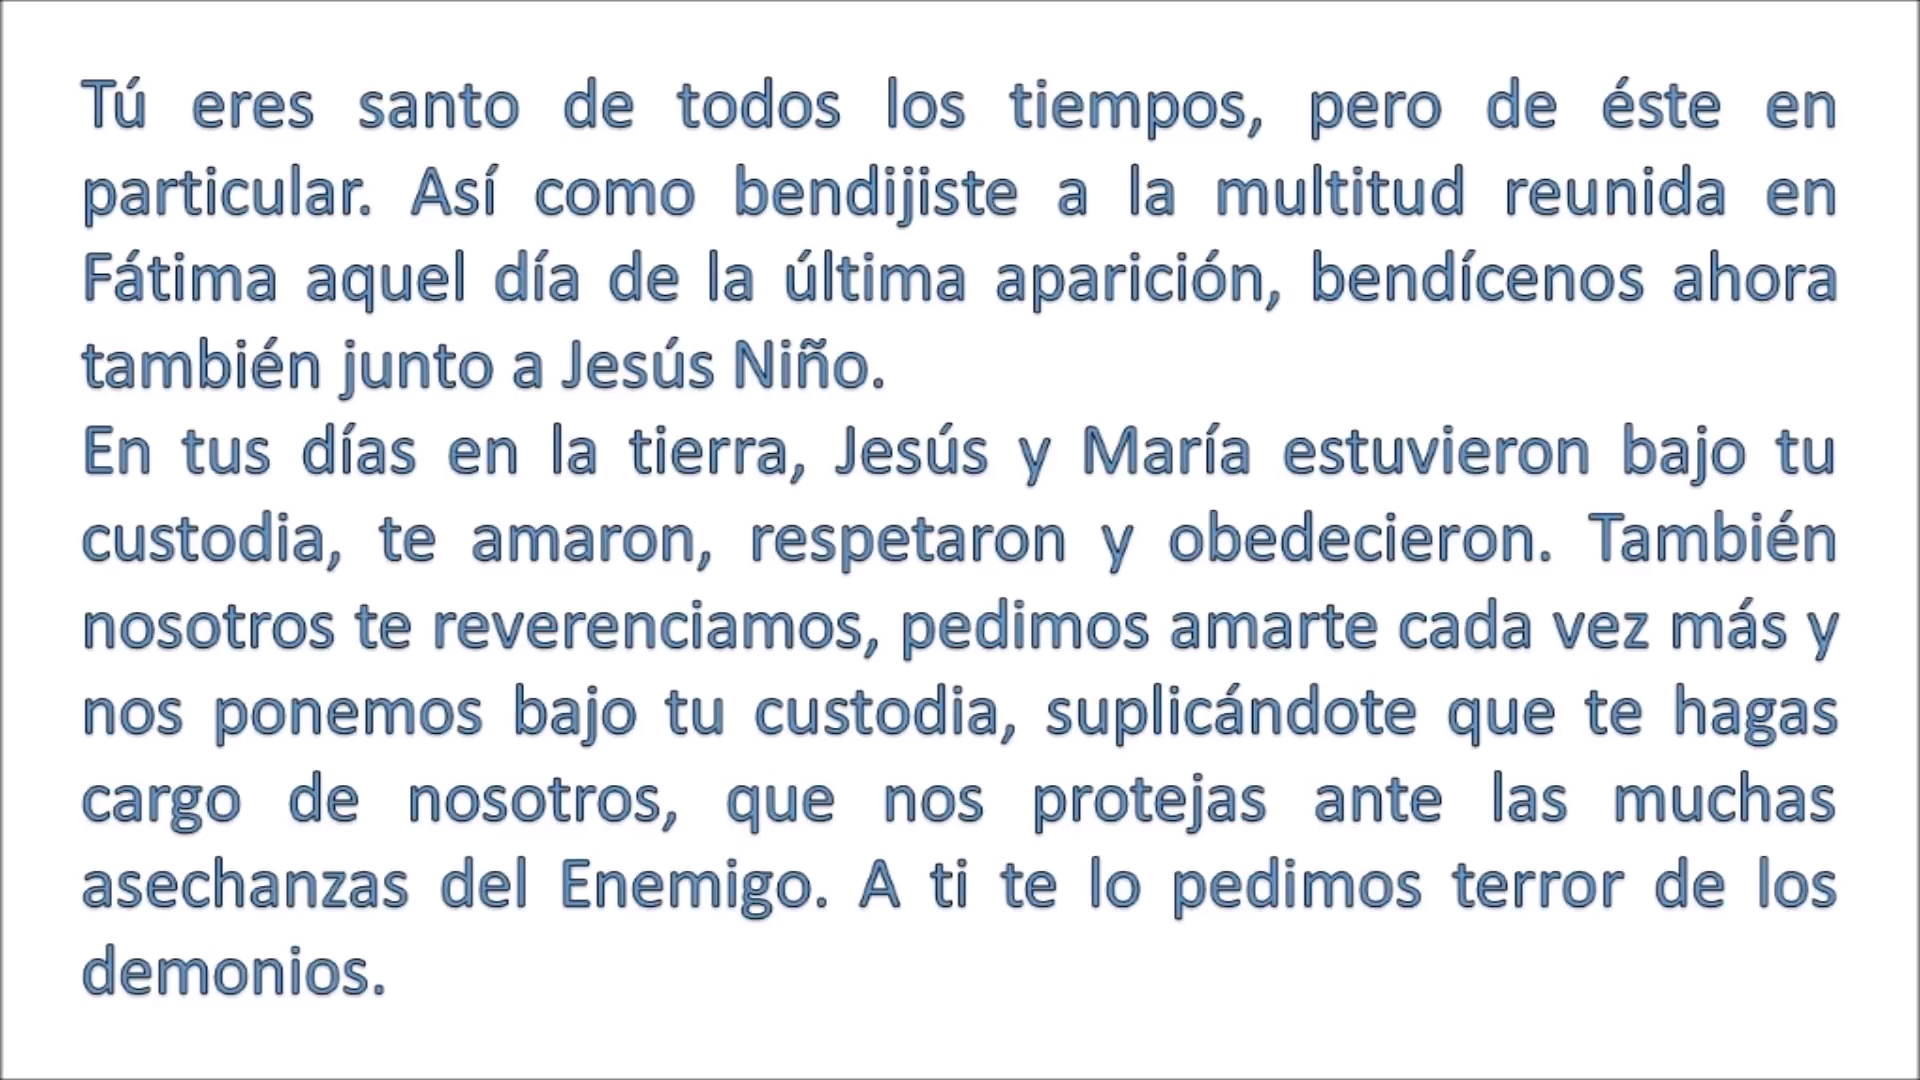 Tú eres santo de todos los tiempos, pero de éste en
particular. Así como bendijiste a la multitud reunida en
Fátima aquel día de la última aparición, bendícenos ahora
también junto a Jesús Niño.
En tus días en la tierra, Jesús y María estuvieron bajo tu
custodia, te amaron, respetaron y obedecieron. También
nosotros te reverenciamos, pedimos amarte cada vez más y
nos ponemos bajo tu custodia, suplicándote que te hagas
cargo de nosotros, que nos protejas ante las muchas
asechanzas del Enemigo. A ti te lo pedimos terror de los
demonios.